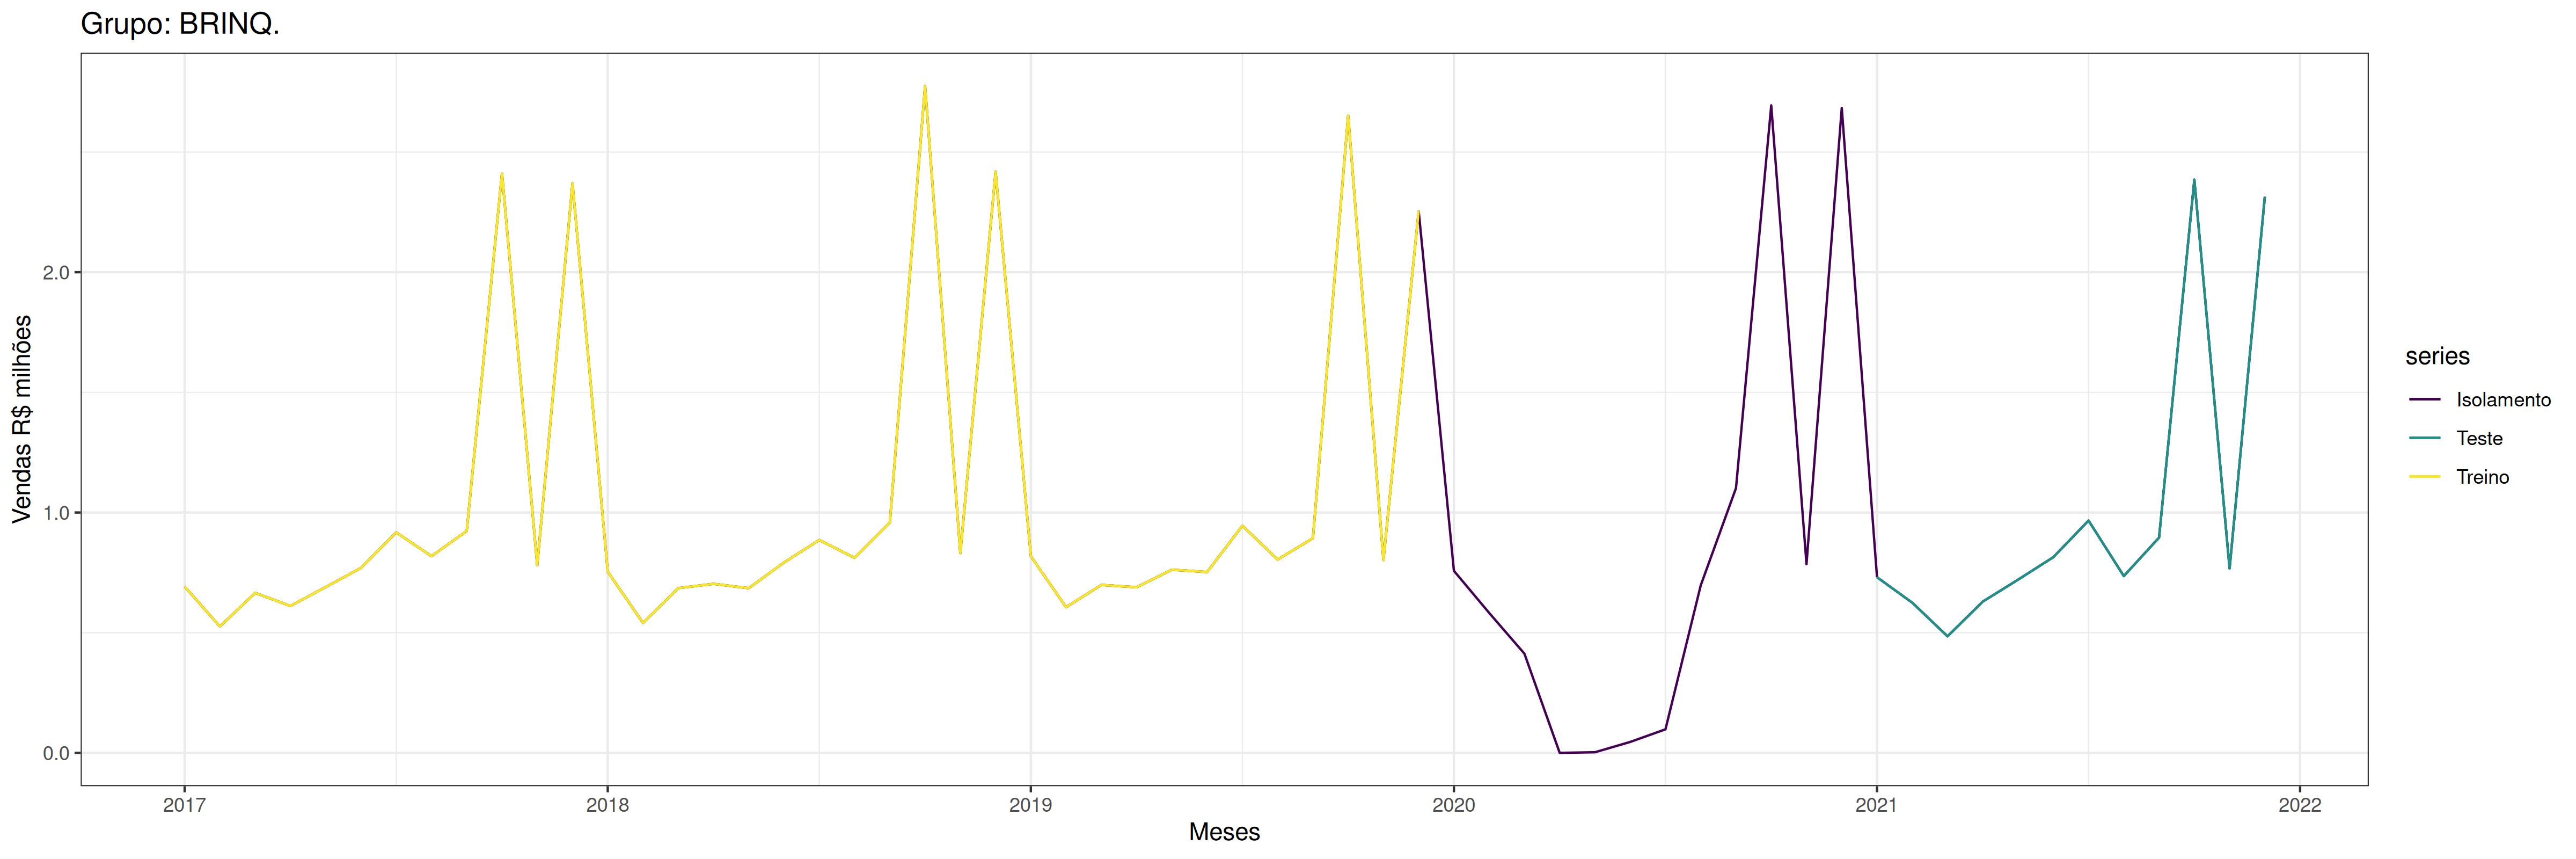 Grupo: BRINQ.
Vendas R$ milhões
2.0
1.0
0.0
2017 2018 2019 2020 2021 2022
Meses
series
Isolamento
Teste
Treino